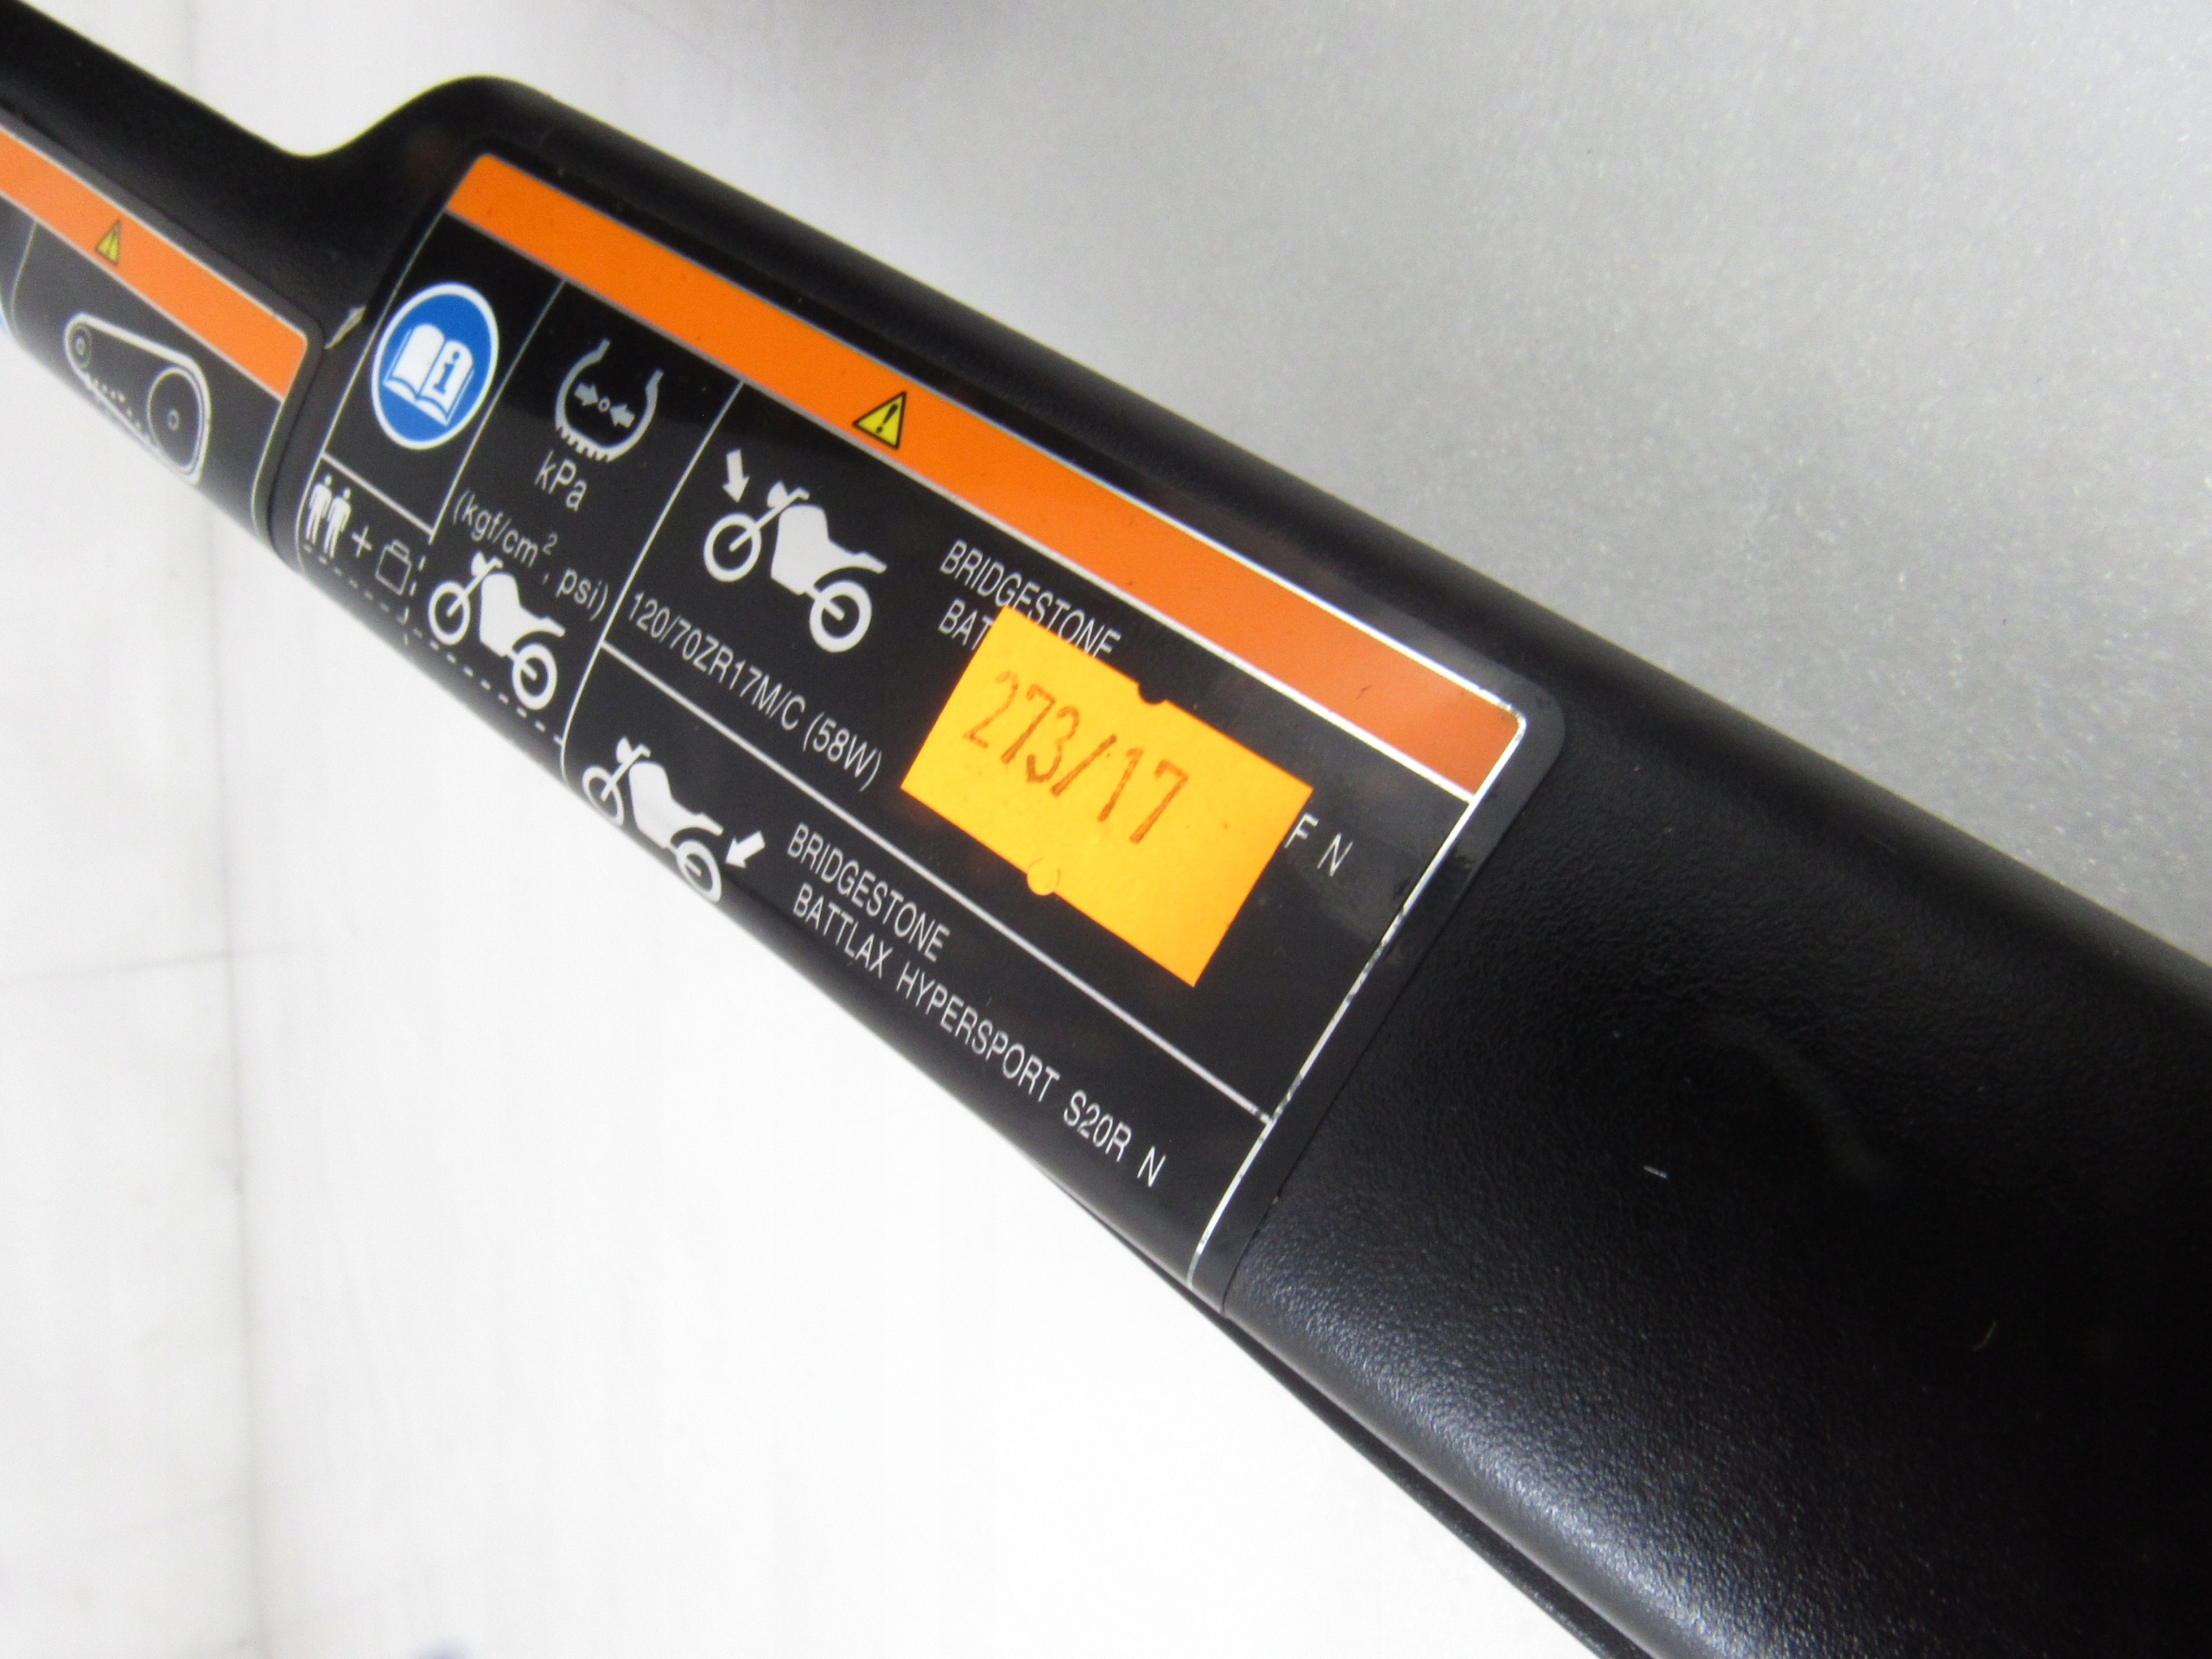 kPa
(kgf/cm², psi)
BRIDGESTONE
120/70ZR17M/C (58W)
273/17
F N
BRIDGESTONE
BATTLAX HYPERSPORT S20R N